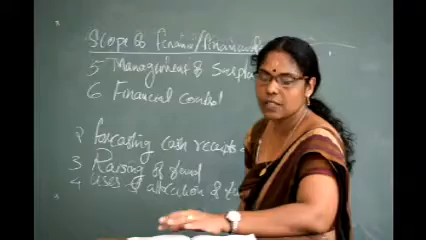 Scope of Finance/Financial
5 Management of Surplus
6 Financial Control
2 Forecasting cash receipts &
3 Raising of fund
4 Uses & allocation of fu